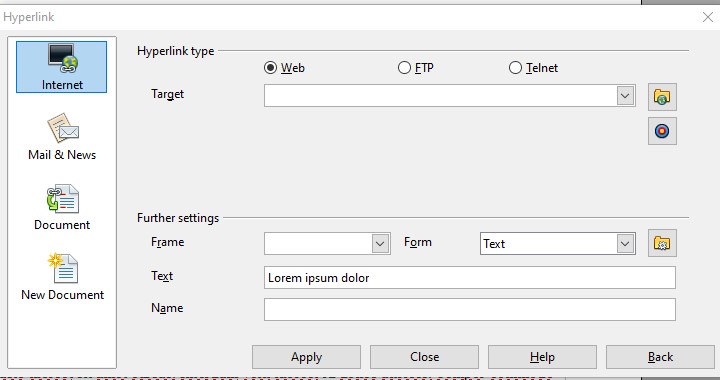 Hyperlink
Internet
Mail & News
Document
New Document
Hyperlink type
Web FTP Telnet
Target
Further settings
Frame Form Text
Text Lorem ipsum dolor
Name
Apply Close Help Back